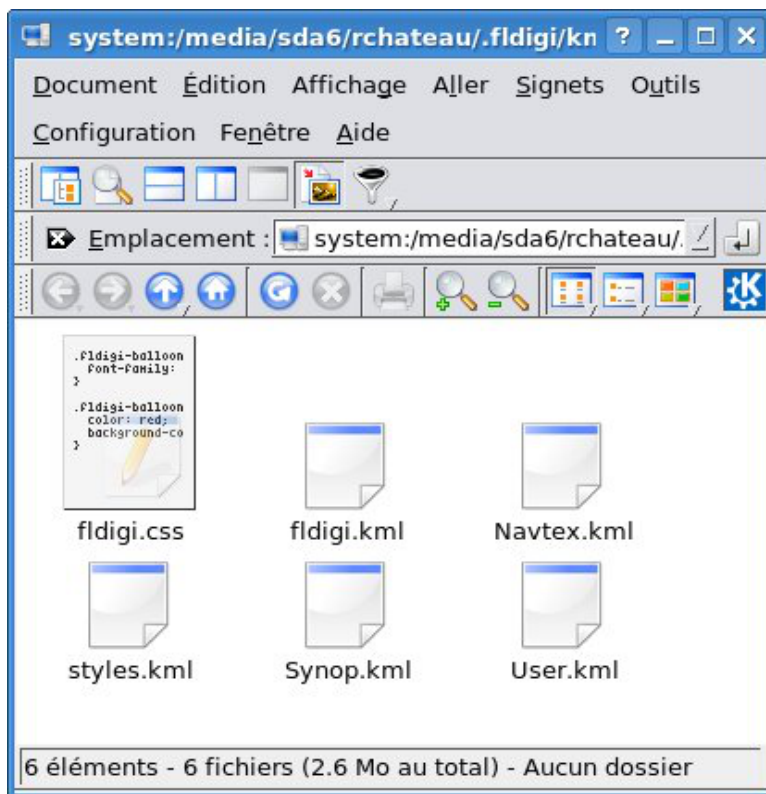 system:/media/sda6/rchateau/.fldigi/kn
Document Édition Affichage Aller Signets Outils
Configuration Fenêtre Aide
Emplacement : system:/media/sda6/rchateau/.
.fldigi-balloon
font-family:
}
.fldigi-balloon
color: red;
background-co
}
fldigi.css fldigi.kml Navtex.kml
styles.kml Synop.kml User.kml
6 éléments - 6 fichiers (2.6 Mo au total) - Aucun dossier